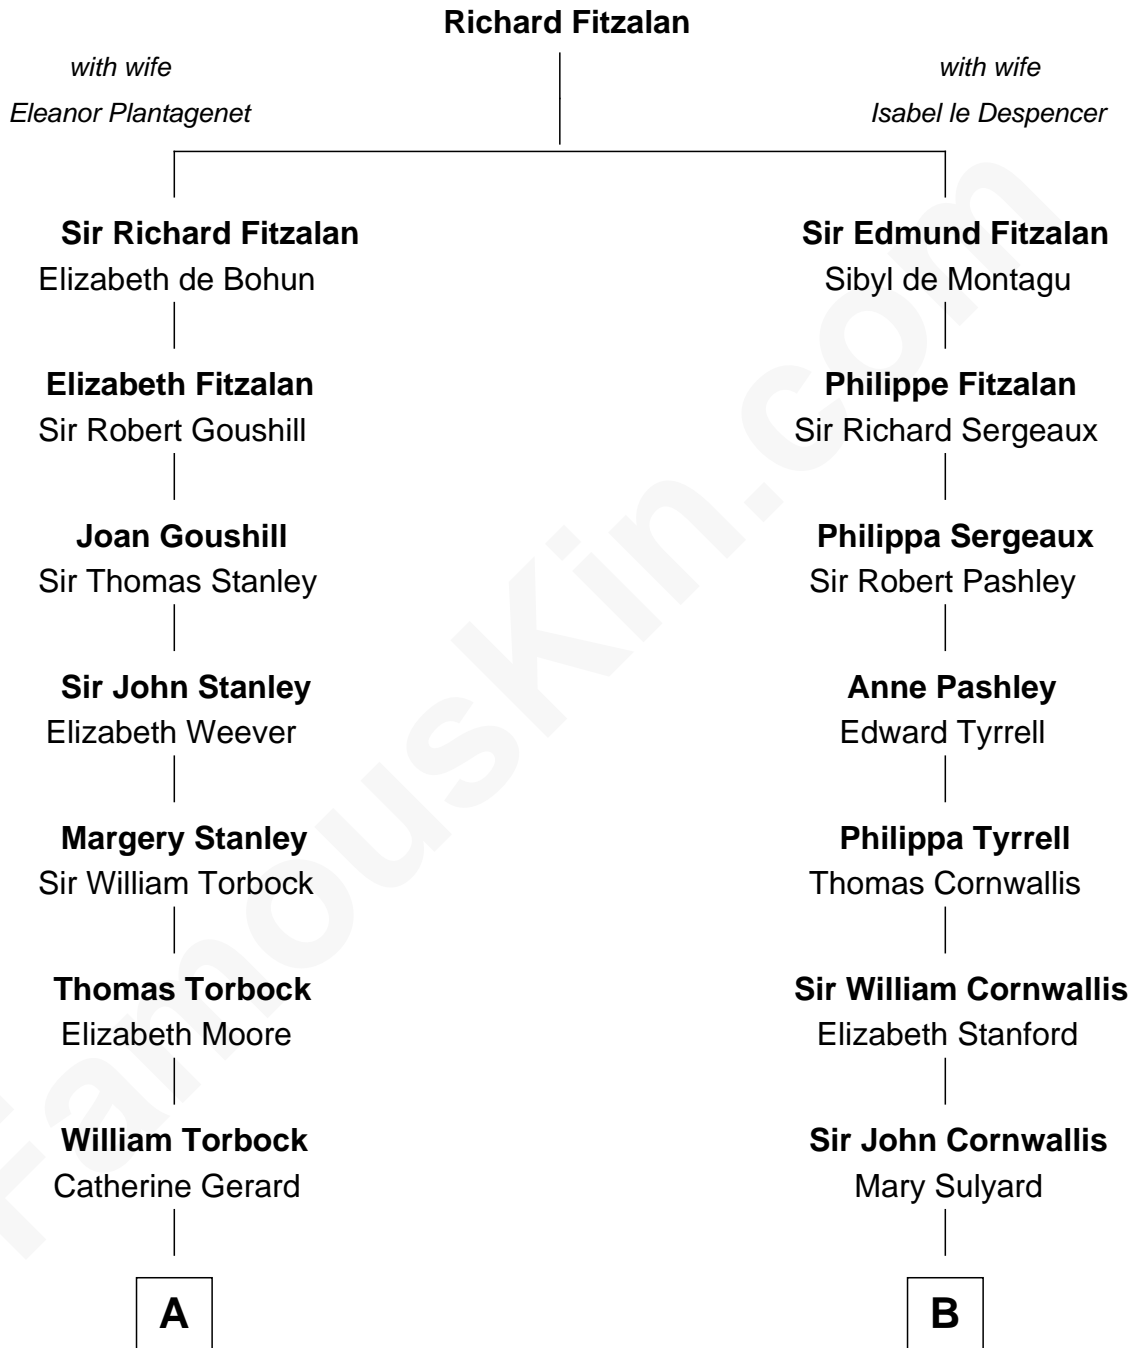 Richard Fitzalan
with wife
Eleanor Plantagenet
with wife
Isabel le Despencer
Sir Richard Fitzalan
Elizabeth de Bohun
Sir Edmund Fitzalan
Sibyl de Montagu
Elizabeth Fitzalan
Sir Robert Goushill
Philippe Fitzalan
Sir Richard Sergeaux
Joan Goushill
Sir Thomas Stanley
Philippa Sergeaux
Sir Robert Pashley
Sir John Stanley
Elizabeth Weever
Anne Pashley
Edward Tyrrell
Margery Stanley
Sir William Torbock
Philippa Tyrrell
Thomas Cornwallis
Thomas Torbock
Elizabeth Moore
Sir William Cornwallis
Elizabeth Stanford
William Torbock
Catherine Gerard
Sir John Cornwallis
Mary Sulyard
A
B
FamousKin.com